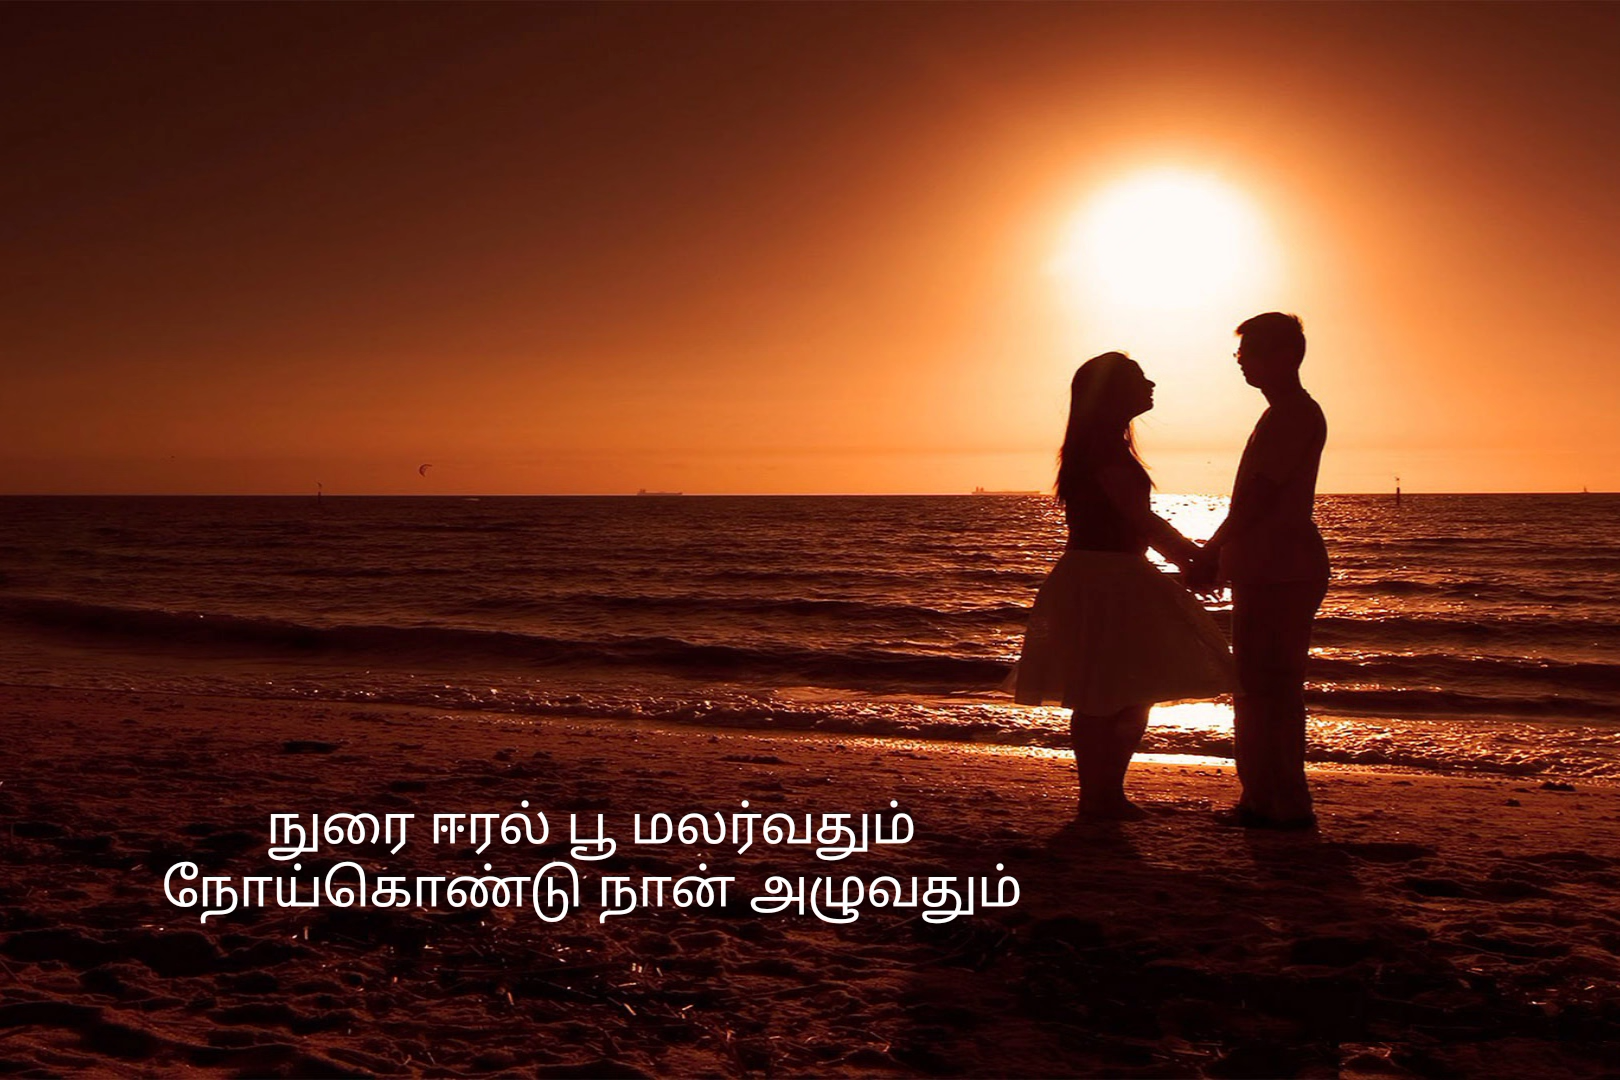 நுரை ஈரல் பூ மலர்வதும்
நோய்கொண்டு நான் அழுவதும்